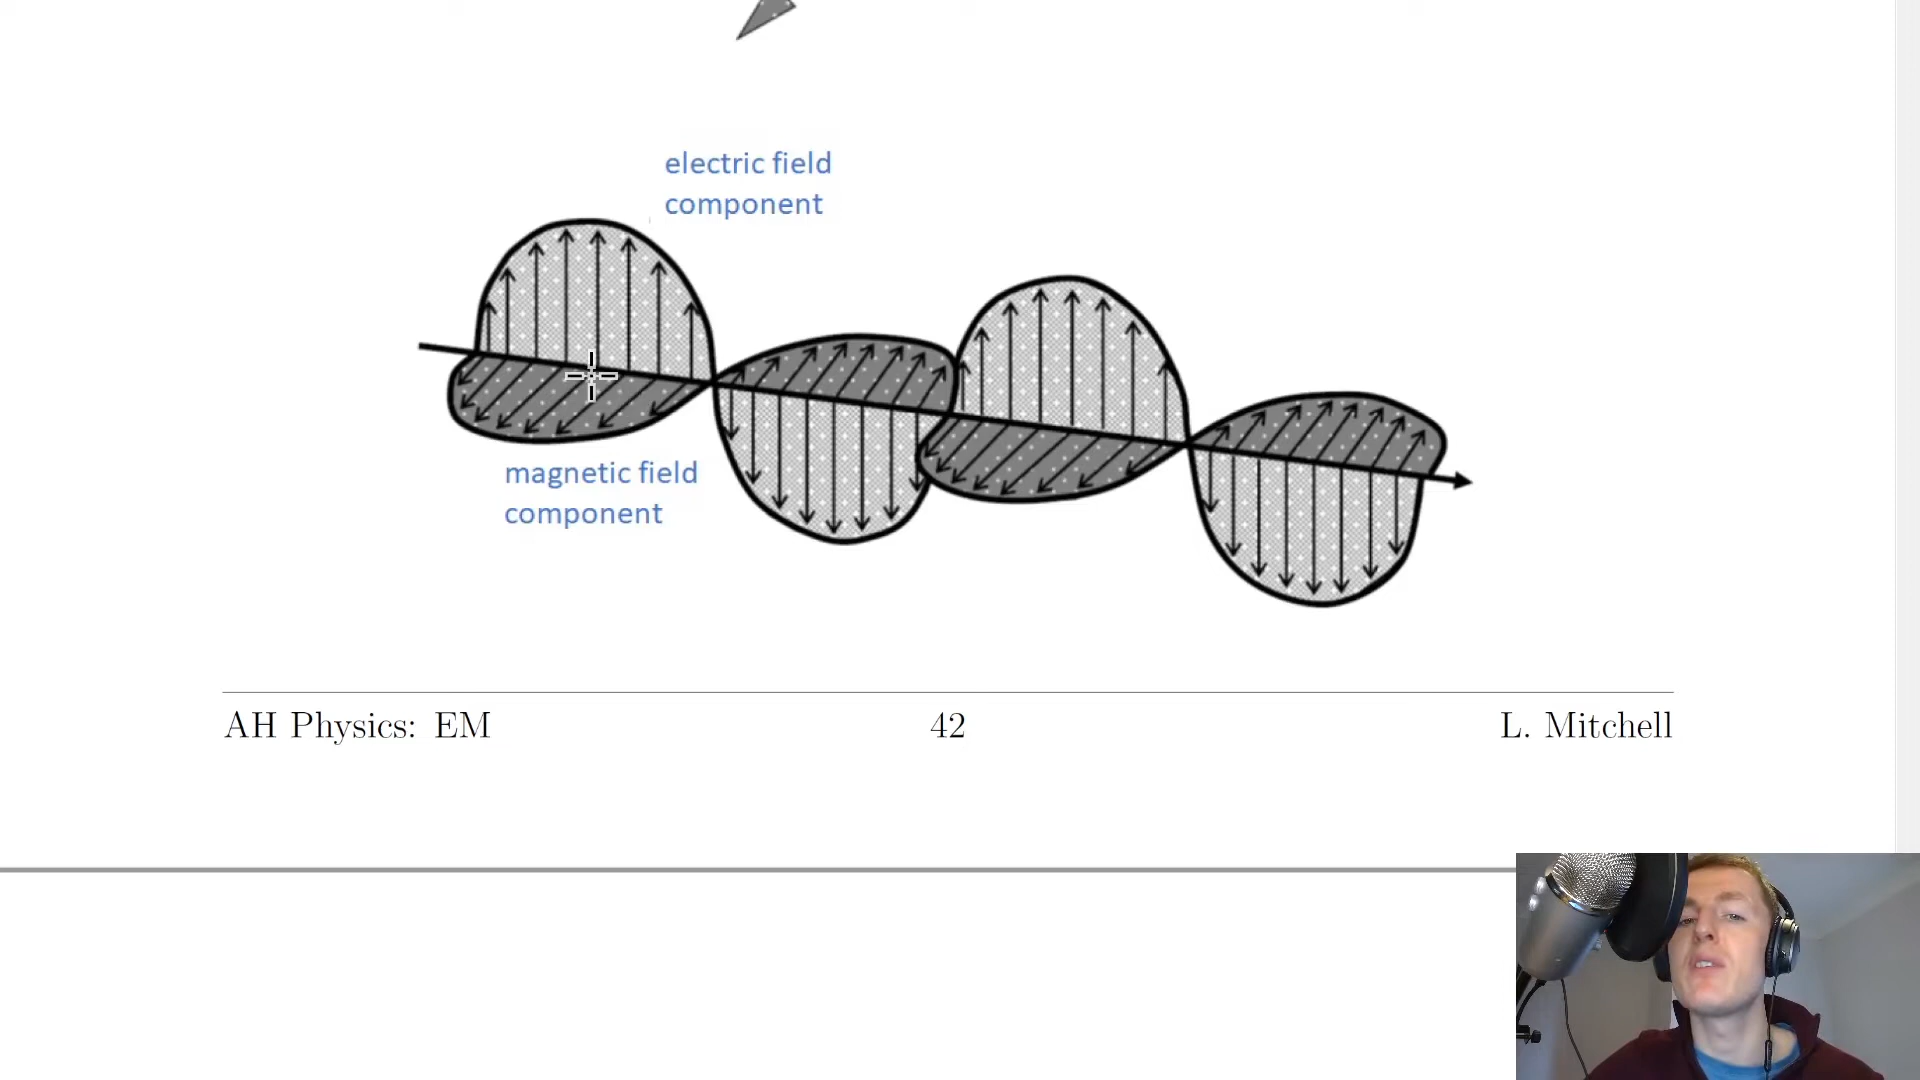 electric field
component
magnetic field
component
AH Physics: EM
42
L. Mitchell